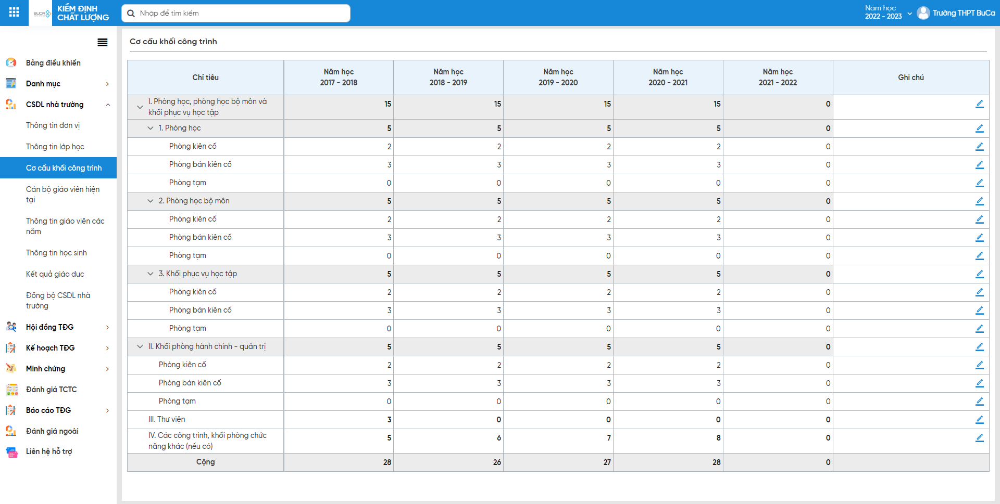 BUCA
KIỂM ĐỊNH
CHẤT LƯỢNG
Nhập để tìm kiếm
Năm học
2022 - 2023
Trường THPT BuCa
Bảng điều khiển
Danh mục
CSDL nhà trường
Thông tin đơn vị
Thông tin lớp học
Cơ cấu khối công trình
Cán bộ giáo viên hiện
tại
Thông tin giáo viên các
năm
Thông tin học sinh
Kết quả giáo dục
Đồng bộ CSDL nhà
trường
Hội đồng TĐG
Kế hoạch TĐG
Minh chứng
Đánh giá TCTC
Báo cáo TĐG
Đánh giá ngoài
Liên hệ hỗ trợ
Cơ cấu khối công trình
Chỉ tiêu
Năm học
2017 - 2018
Năm học
2018 - 2019
Năm học
2019 - 2020
Năm học
2020 - 2021
Năm học
2021 - 2022
Ghi chú
I. Phòng học, phòng học bộ môn và
khối phục vụ học tập
15 15 15 15 0
1. Phòng học 5 5 5 5 0
Phòng kiên cố 2 2 2 2 0
Phòng bán kiên cố 3 3 3 3 0
Phòng tạm 0 0 0 0 0
2. Phòng học bộ môn 5 5 5 5 0
Phòng kiên cố 2 2 2 2 0
Phòng bán kiên cố 3 3 3 3 0
Phòng tạm 0 0 0 0 0
3. Khối phục vụ học tập 5 5 5 5 0
Phòng kiên cố 2 2 2 2 0
Phòng bán kiên cố 3 3 3 3 0
Phòng tạm 0 0 0 0 0
II. Khối phòng hành chính - quản trị 5 5 5 5 0
Phòng kiên cố 2 2 2 2 0
Phòng bán kiên cố 3 3 3 3 0
Phòng tạm 0 0 0 0 0
III. Thư viện 3 0 0 0 0
IV. Các công trình, khối phòng chức
năng khác (nếu có)
5 6 7 8 0
Cộng 28 26 27 28 0